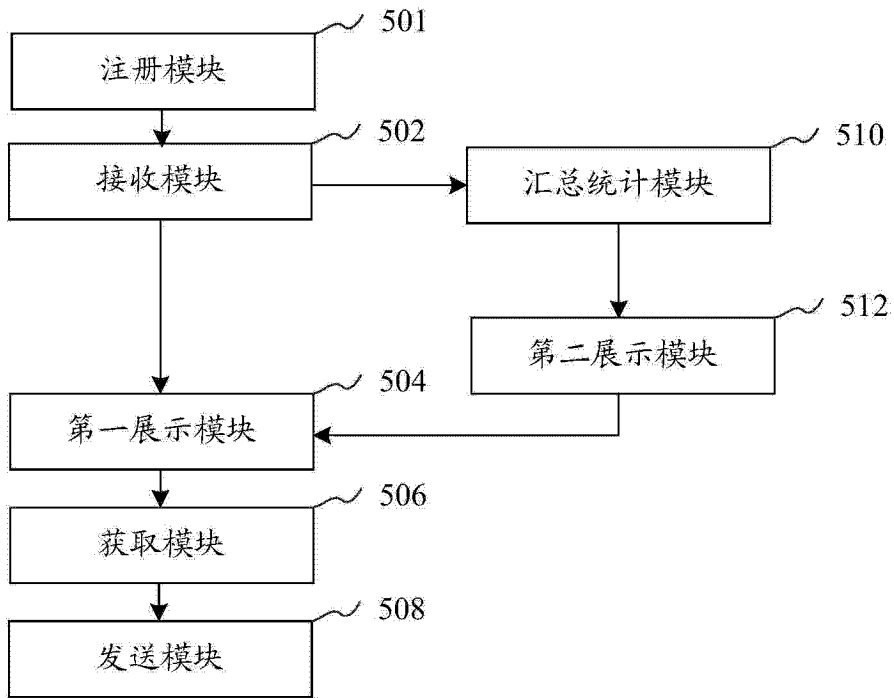 501
注册模块
502
接收模块
510
汇总统计模块
512
第二展示模块
504
第一展示模块
506
获取模块
508
发送模块